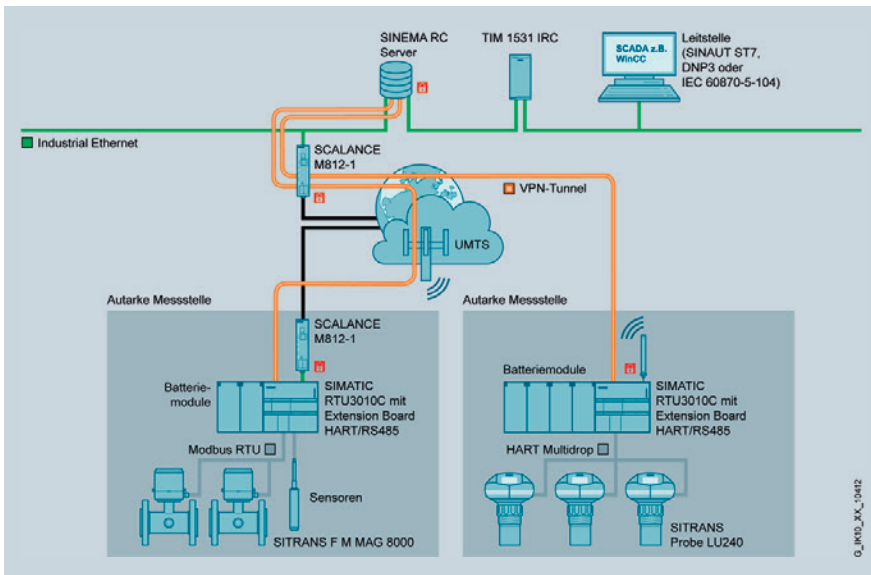 SINEMA RC
Server
TIM 1531 IRC
SCADA z.B.
WinCC
Leitstelle
(SINAUT ST7,
DNP3 oder
IEC 60870-5-104)
Industrial Ethernet
SCALANCE
M812-1
VPN-Tunnel
UMTS
Autarke Messstelle
SCALANCE
M812-1
Batterie-
module
SIMATIC
RTU3010C mit
Extension Board
HART/RS485
Modbus RTU
Sensoren
SITRANS F M MAG 8000
Autarke Messstelle
Batteriemodule
SIMATIC
RTU3010C mit
Extension Board
HART/RS485
HART Multidrop
SITRANS
Probe LU240
G_IK10_XX_10412